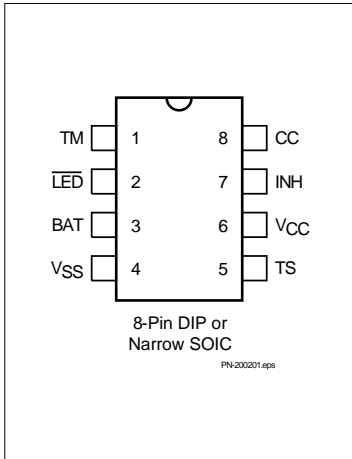 TM 1 8 CC
L̅E̅D̅ 2 7 INH
BAT 3 6 VCC
VSS 4 5 TS
8-Pin DIP or
Narrow SOIC
PN-200201.eps